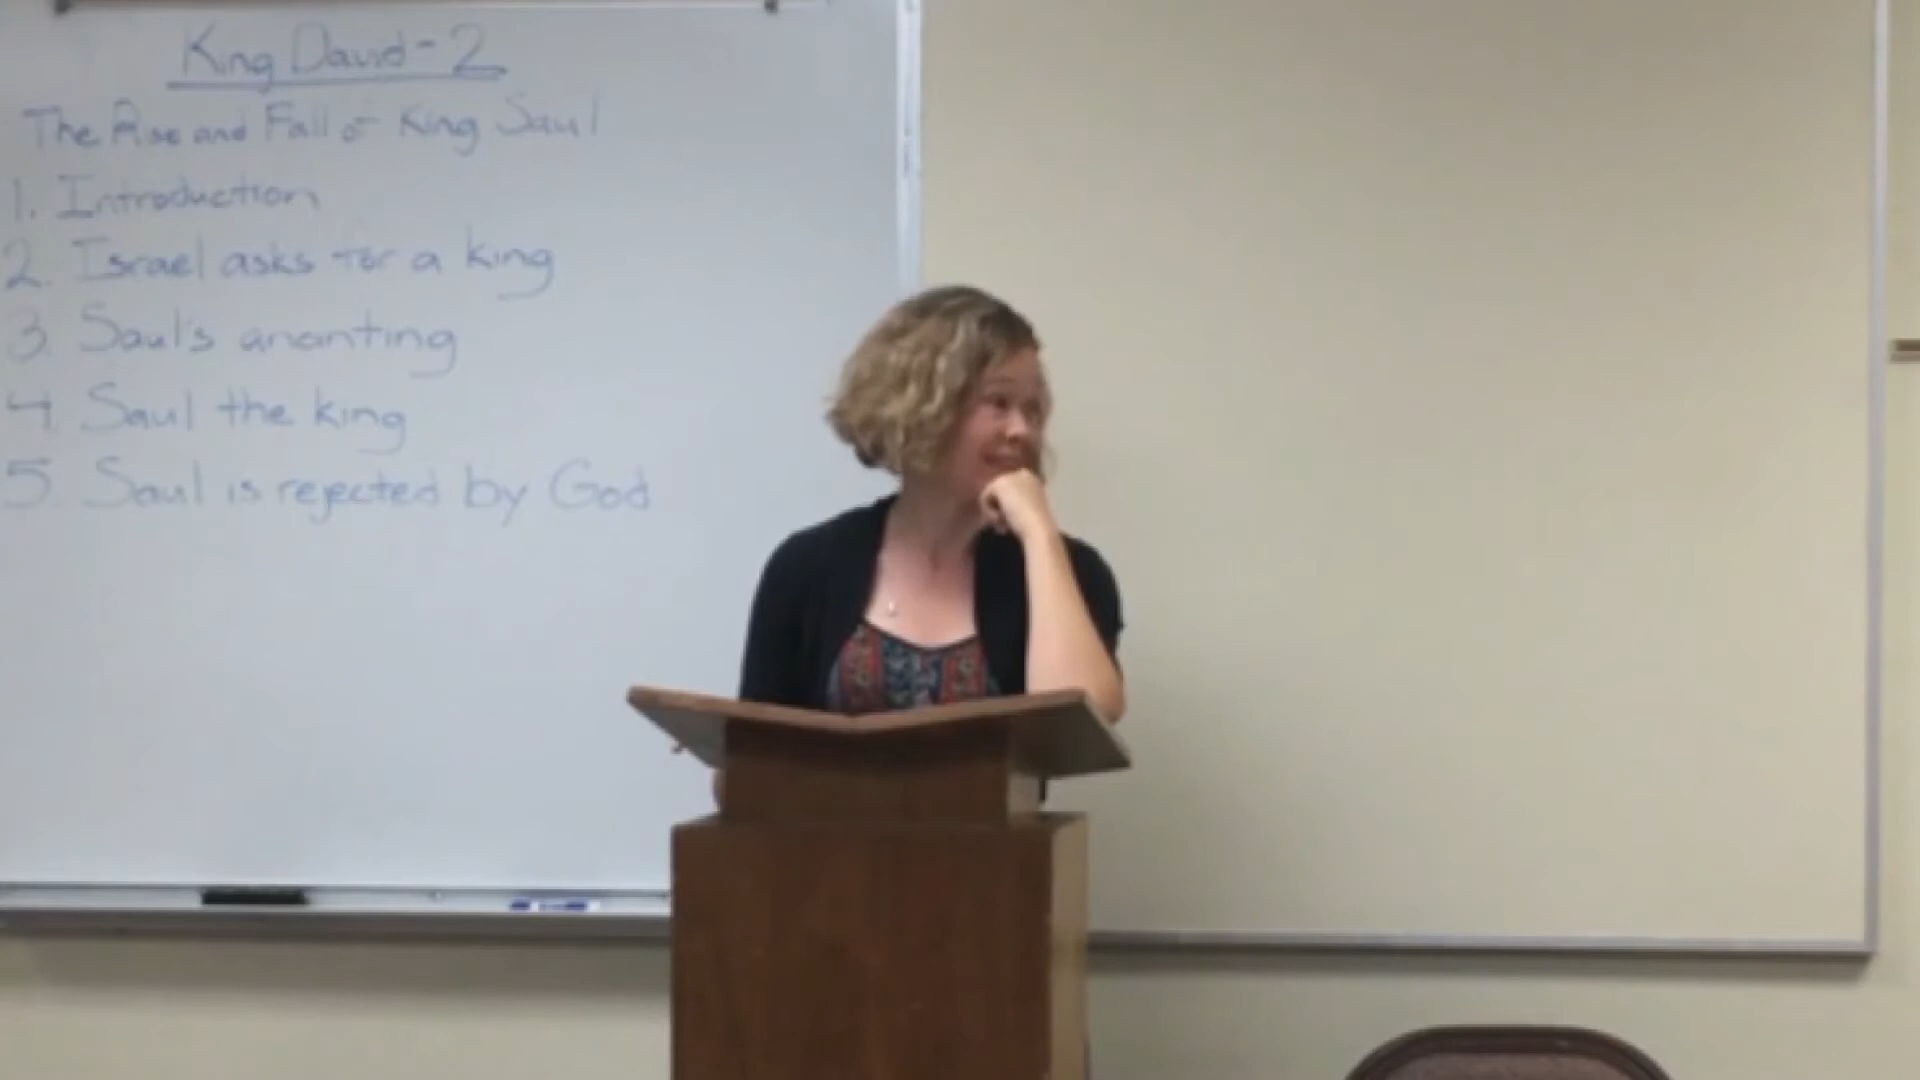 King David - 2
The Rise and Fall of King Saul
1. Introduction
2. Israel asks for a king
3. Saul's anointing
4. Saul the king
5. Saul is rejected by God